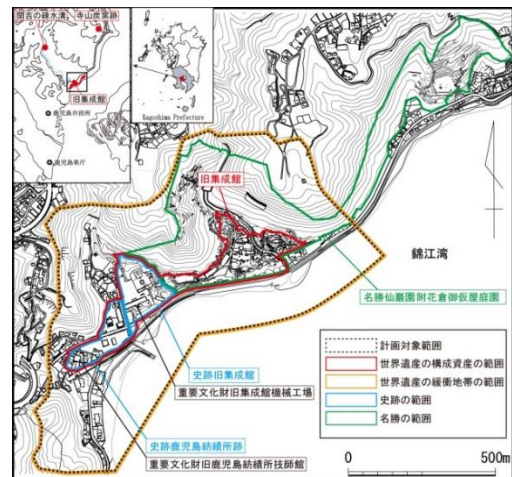 関吉の疎水溝、寺山炭窯跡
旧集成館
鹿児島市役所
鹿児島県庁
Kagoshima Prefecture
旧集成館
錦江湾
名勝仙巌園附花倉御仮屋庭園
史跡旧集成館
重要文化財旧集成館機械工場
史跡鹿児島紡績所跡
重要文化財旧鹿児島紡績所技師館
計画対象範囲
世界遺産の構成資産の範囲
世界遺産の緩衝地帯の範囲
史跡の範囲
名勝の範囲
0 500m